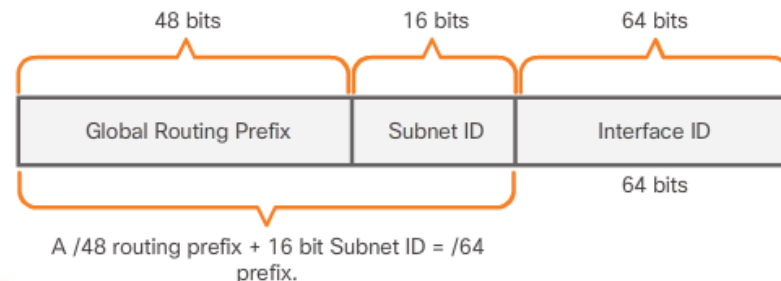 48 bits
16 bits
64 bits
Global Routing Prefix
Subnet ID
Interface ID
64 bits
A /48 routing prefix + 16 bit Subnet ID = /64
prefix.